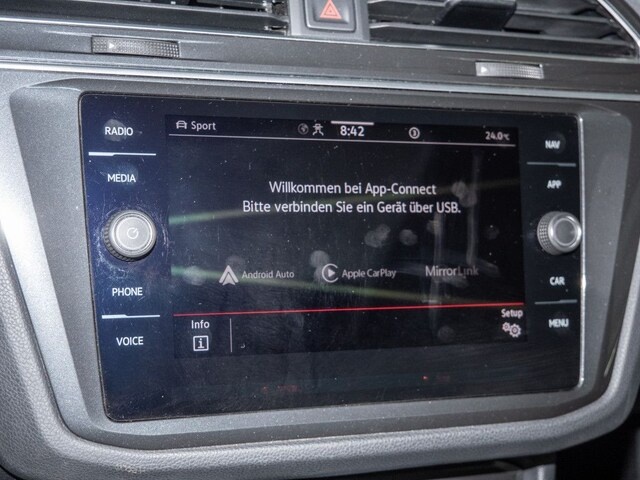 RADIO
MEDIA
PHONE
VOICE
Sport
8:42
24.0°C
Willkommen bei App-Connect
Bitte verbinden Sie ein Gerät über USB.
Android Auto
Apple CarPlay
MirrorLink
Info
i
Setup
NAV
APP
CAR
MENU